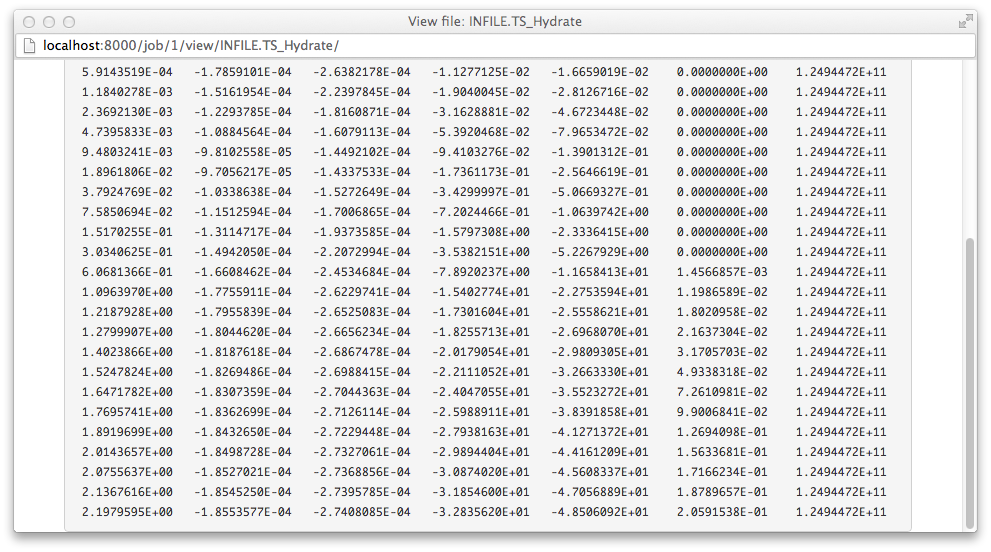 View file: INFILE.TS_Hydrate
localhost:8000/job/1/view/INFILE.TS_Hydrate/
5.9143519E-04 -1.7859101E-04 -2.6382178E-04 -1.1277125E-02 -1.6659019E-02 0.0000000E+00 1.2494472E+11
1.1840278E-03 -1.5161954E-04 -2.2397845E-04 -1.9040045E-02 -2.8126716E-02 0.0000000E+00 1.2494472E+11
2.3692130E-03 -1.2293785E-04 -1.8160871E-04 -3.1628881E-02 -4.6723448E-02 0.0000000E+00 1.2494472E+11
4.7395833E-03 -1.0884564E-04 -1.6079113E-04 -5.3920468E-02 -7.9653472E-02 0.0000000E+00 1.2494472E+11
9.4803241E-03 -9.8102558E-05 -1.4492102E-04 -9.4103276E-02 -1.3901312E-01 0.0000000E+00 1.2494472E+11
1.8961806E-02 -9.7056217E-05 -1.4337533E-04 -1.7361173E-01 -2.5646619E-01 0.0000000E+00 1.2494472E+11
3.7924769E-02 -1.0338638E-04 -1.5272649E-04 -3.4299997E-01 -5.0669327E-01 0.0000000E+00 1.2494472E+11
7.5850694E-02 -1.1512594E-04 -1.7006865E-04 -7.2024466E-01 -1.0639742E+00 0.0000000E+00 1.2494472E+11
1.5170255E-01 -1.3114717E-04 -1.9373585E-04 -1.5797308E+00 -2.3336415E+00 0.0000000E+00 1.2494472E+11
3.0340625E-01 -1.4942050E-04 -2.2072994E-04 -3.5382151E+00 -5.2267929E+00 0.0000000E+00 1.2494472E+11
6.0681366E-01 -1.6608462E-04 -2.4534684E-04 -7.8920237E+00 -1.1658413E+01 1.4566857E-03 1.2494472E+11
1.0963970E+00 -1.7755911E-04 -2.6229741E-04 -1.5402774E+01 -2.2753594E+01 1.1986589E-02 1.2494472E+11
1.2187928E+00 -1.7955839E-04 -2.6525083E-04 -1.7301604E+01 -2.5558621E+01 1.8020958E-02 1.2494472E+11
1.2799907E+00 -1.8044620E-04 -2.6656234E-04 -1.8255713E+01 -2.6968070E+01 2.1637304E-02 1.2494472E+11
1.4023866E+00 -1.8187618E-04 -2.6867478E-04 -2.0179054E+01 -2.9809305E+01 3.1705703E-02 1.2494472E+11
1.5247824E+00 -1.8269486E-04 -2.6988415E-04 -2.2111052E+01 -3.2663330E+01 4.9338318E-02 1.2494472E+11
1.6471782E+00 -1.8307359E-04 -2.7044363E-04 -2.4047055E+01 -3.5523272E+01 7.2610981E-02 1.2494472E+11
1.7695741E+00 -1.8362699E-04 -2.7126114E-04 -2.5988911E+01 -3.8391858E+01 9.9006841E-02 1.2494472E+11
1.8919699E+00 -1.8432650E-04 -2.7229448E-04 -2.7938163E+01 -4.1271372E+01 1.2694098E-01 1.2494472E+11
2.0143657E+00 -1.8498728E-04 -2.7327061E-04 -2.9894404E+01 -4.4161209E+01 1.5633681E-01 1.2494472E+11
2.0755637E+00 -1.8527021E-04 -2.7368856E-04 -3.0874020E+01 -4.5608337E+01 1.7166234E-01 1.2494472E+11
2.1367616E+00 -1.8545250E-04 -2.7395785E-04 -3.1854600E+01 -4.7056889E+01 1.8789657E-01 1.2494472E+11
2.1979595E+00 -1.8553577E-04 -2.7408085E-04 -3.2835620E+01 -4.8506092E+01 2.0591538E-01 1.2494472E+11